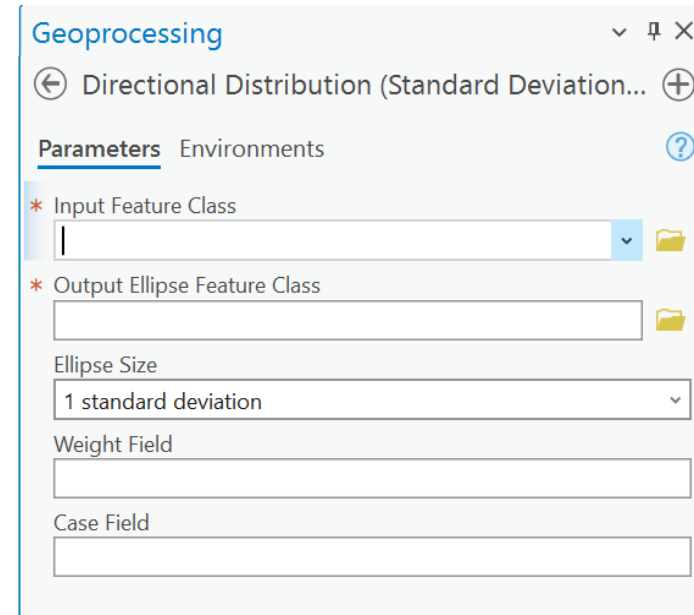 Geoprocessing
Directional Distribution (Standard Deviation...
Parameters Environments
* Input Feature Class
* Output Ellipse Feature Class
Ellipse Size
1 standard deviation
Weight Field
Case Field